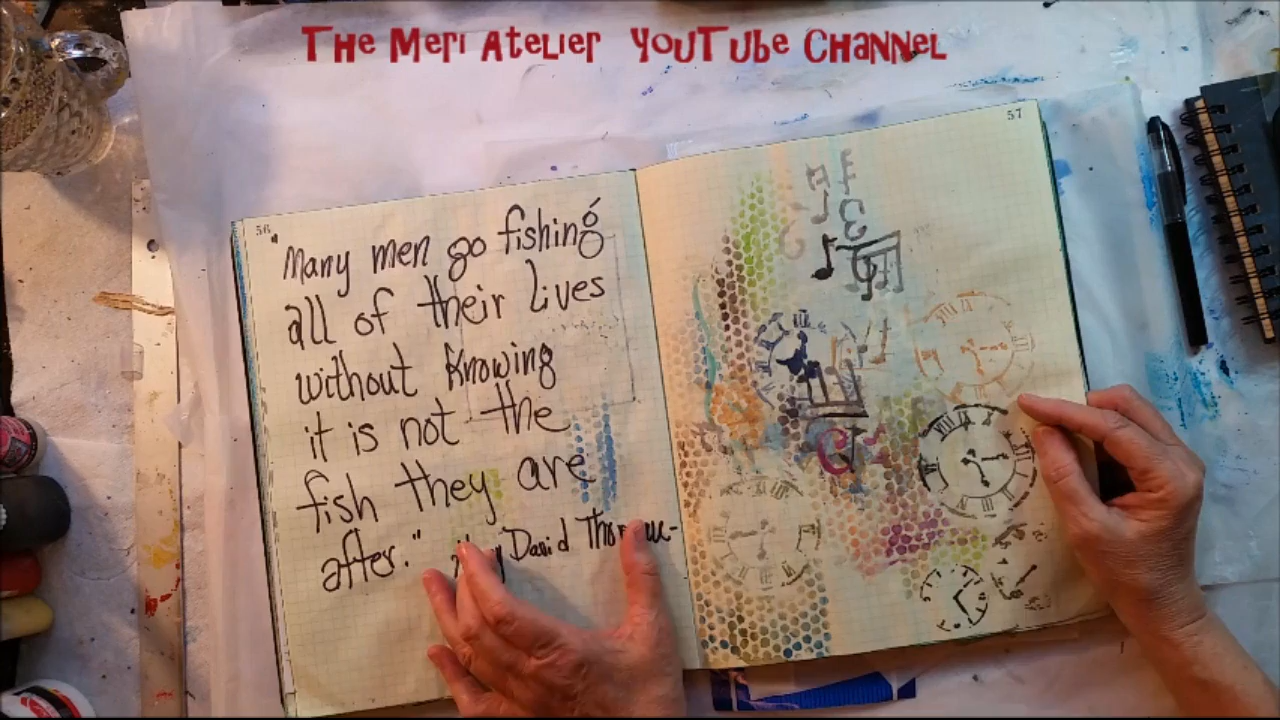 The Meri Atelier YouTube Channel
56
"Many men go fishing
all of their lives
without knowing
it is not the
fish they are
after." David
57